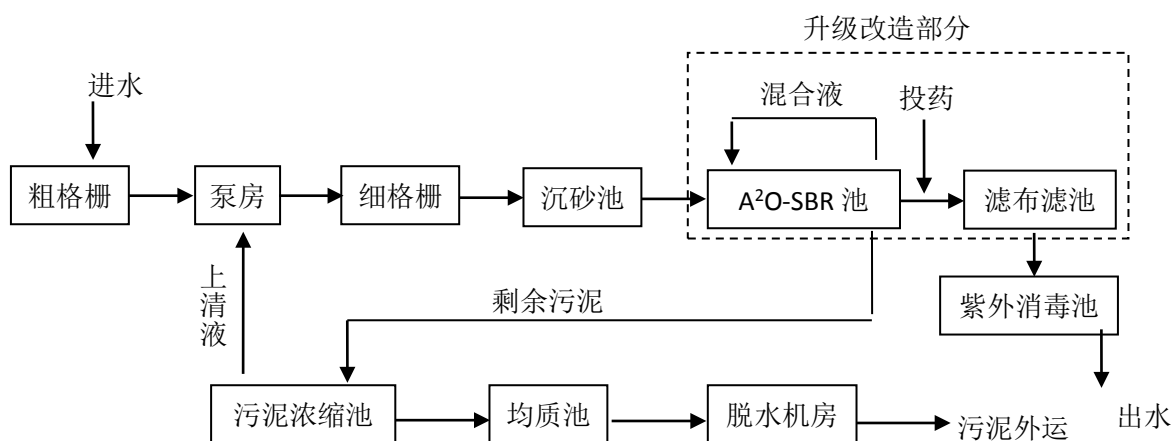 升级改造部分
进水
混合液
投药
粗格栅
泵房
细格栅
沉砂池
A²O-SBR 池
滤布滤池
上清液
剩余污泥
紫外消毒池
污泥浓缩池
均质池
脱水机房
污泥外运
出水